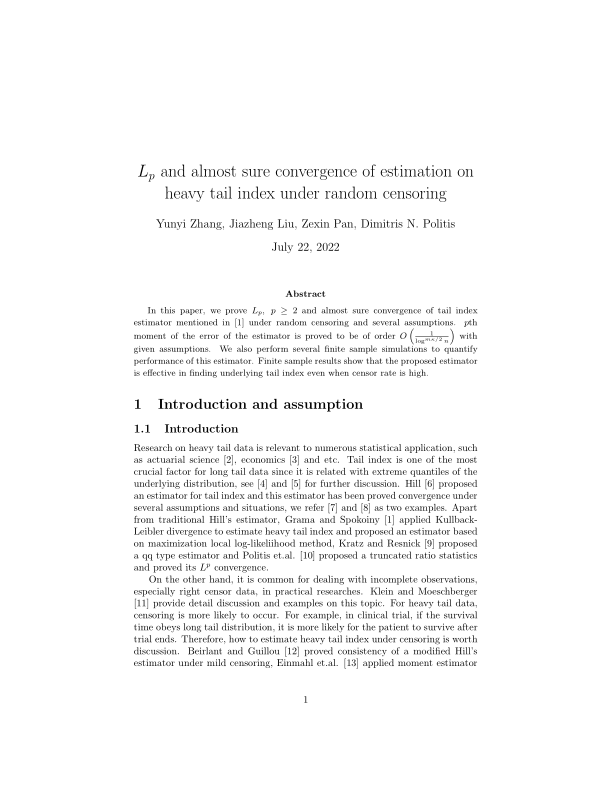 L_p and almost sure convergence of estimation on
heavy tail index under random censoring
Yunyi Zhang, Jiazheng Liu, Zexin Pan, Dimitris N. Politis
July 22, 2022
Abstract
In this paper, we prove L_p, p ≥ 2 and almost sure convergence of tail index
estimator mentioned in [1] under random censoring and several assumptions. pth
moment of the error of the estimator is proved to be of order O(1/log^{mκ/2} n) with
given assumptions. We also perform several finite sample simulations to quantify
performance of this estimator. Finite sample results show that the proposed estimator
is effective in finding underlying tail index even when censor rate is high.
1 Introduction and assumption
1.1 Introduction
Research on heavy tail data is relevant to numerous statistical application, such
as actuarial science [2], economics [3] and etc. Tail index is one of the most
crucial factor for long tail data since it is related with extreme quantiles of the
underlying distribution, see [4] and [5] for further discussion. Hill [6] proposed
an estimator for tail index and this estimator has been proved convergence under
several assumptions and situations, we refer [7] and [8] as two examples. Apart
from traditional Hill's estimator, Grama and Spokoiny [1] applied Kullback-
Leibler divergence to estimate heavy tail index and proposed an estimator based
on maximization local log-likeliihood method, Kratz and Resnick [9] proposed
a qq type estimator and Politis et.al. [10] proposed a truncated ratio statistics
and proved its L^p convergence.
On the other hand, it is common for dealing with incomplete observations,
especially right censor data, in practical researches. Klein and Moeschberger
[11] provide detail discussion and examples on this topic. For heavy tail data,
censoring is more likely to occur. For example, in clinical trial, if the survival
time obeys long tail distribution, it is more likely for the patient to survive after
trial ends. Therefore, how to estimate heavy tail index under censoring is worth
discussion. Beirlant and Guillou [12] proved consistency of a modified Hill's
estimator under mild censoring, Einmahl et.al. [13] applied moment estimator
1